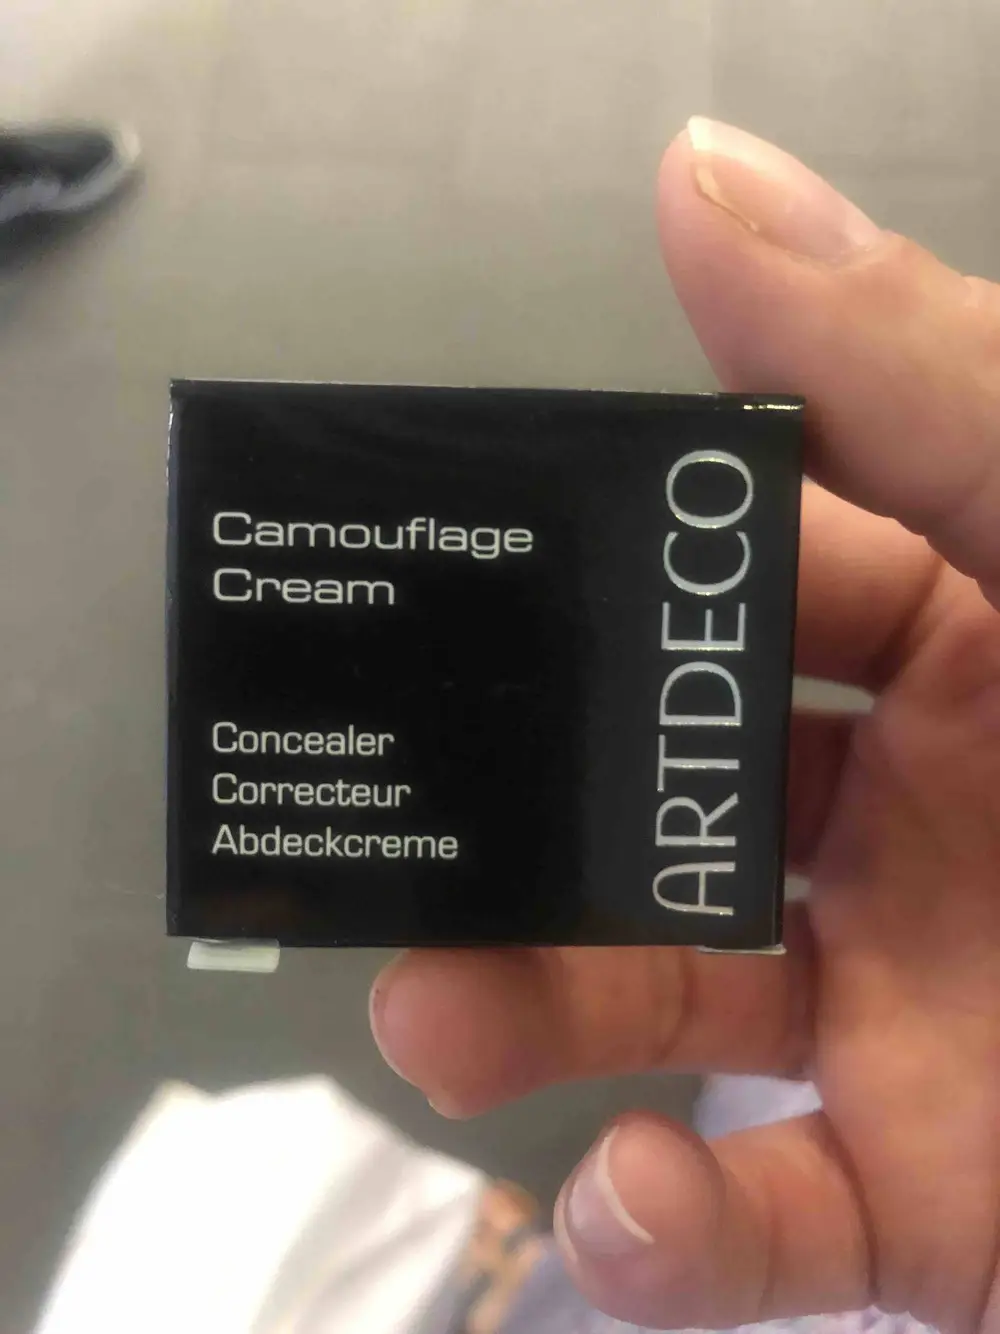 Camouflage
Cream
Concealer
Correcteur
Abdeckcreme
ARTDECO